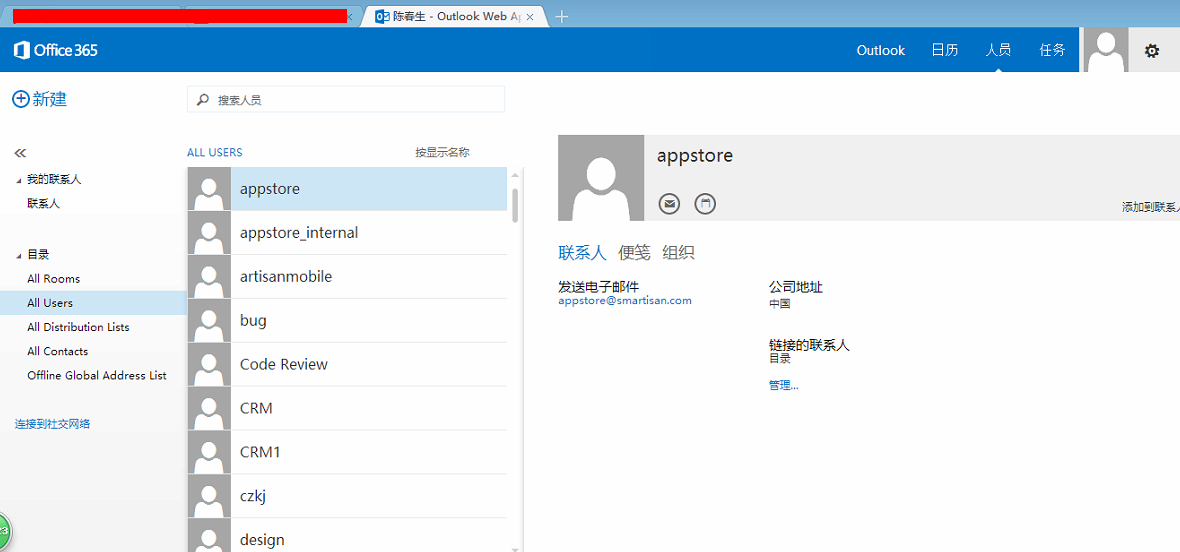 陈春生 - Outlook Web Ap
Office 365
Outlook 日历 人员 任务
新建
搜索人员
ALL USERS 按显示名称
我的联系人
联系人
目录
All Rooms
All Users
All Distribution Lists
All Contacts
Offline Global Address List
连接到社交网络
appstore
appstore_internal
artisanmobile
bug
Code Review
CRM
CRM1
czkj
design
appstore
添加到联系人
联系人 便笺 组织
发送电子邮件
appstore@smartisan.com
公司地址
中国
链接的联系人
目录
管理...